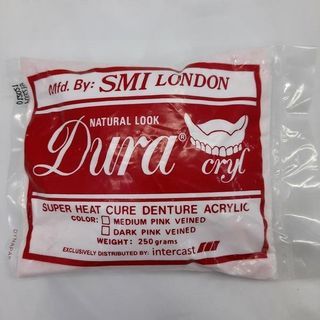 Mfd. By: SMI LONDON
NATURAL LOOK
Dura®
cryl
SUPER HEAT CURE DENTURE ACRYLIC
COLOR: MEDIUM PINK VEINED
DARK PINK VEINED
WEIGHT: 250 grams
EXCLUSIVELY DISTRIBUTED BY: intercast
DYNAPAK